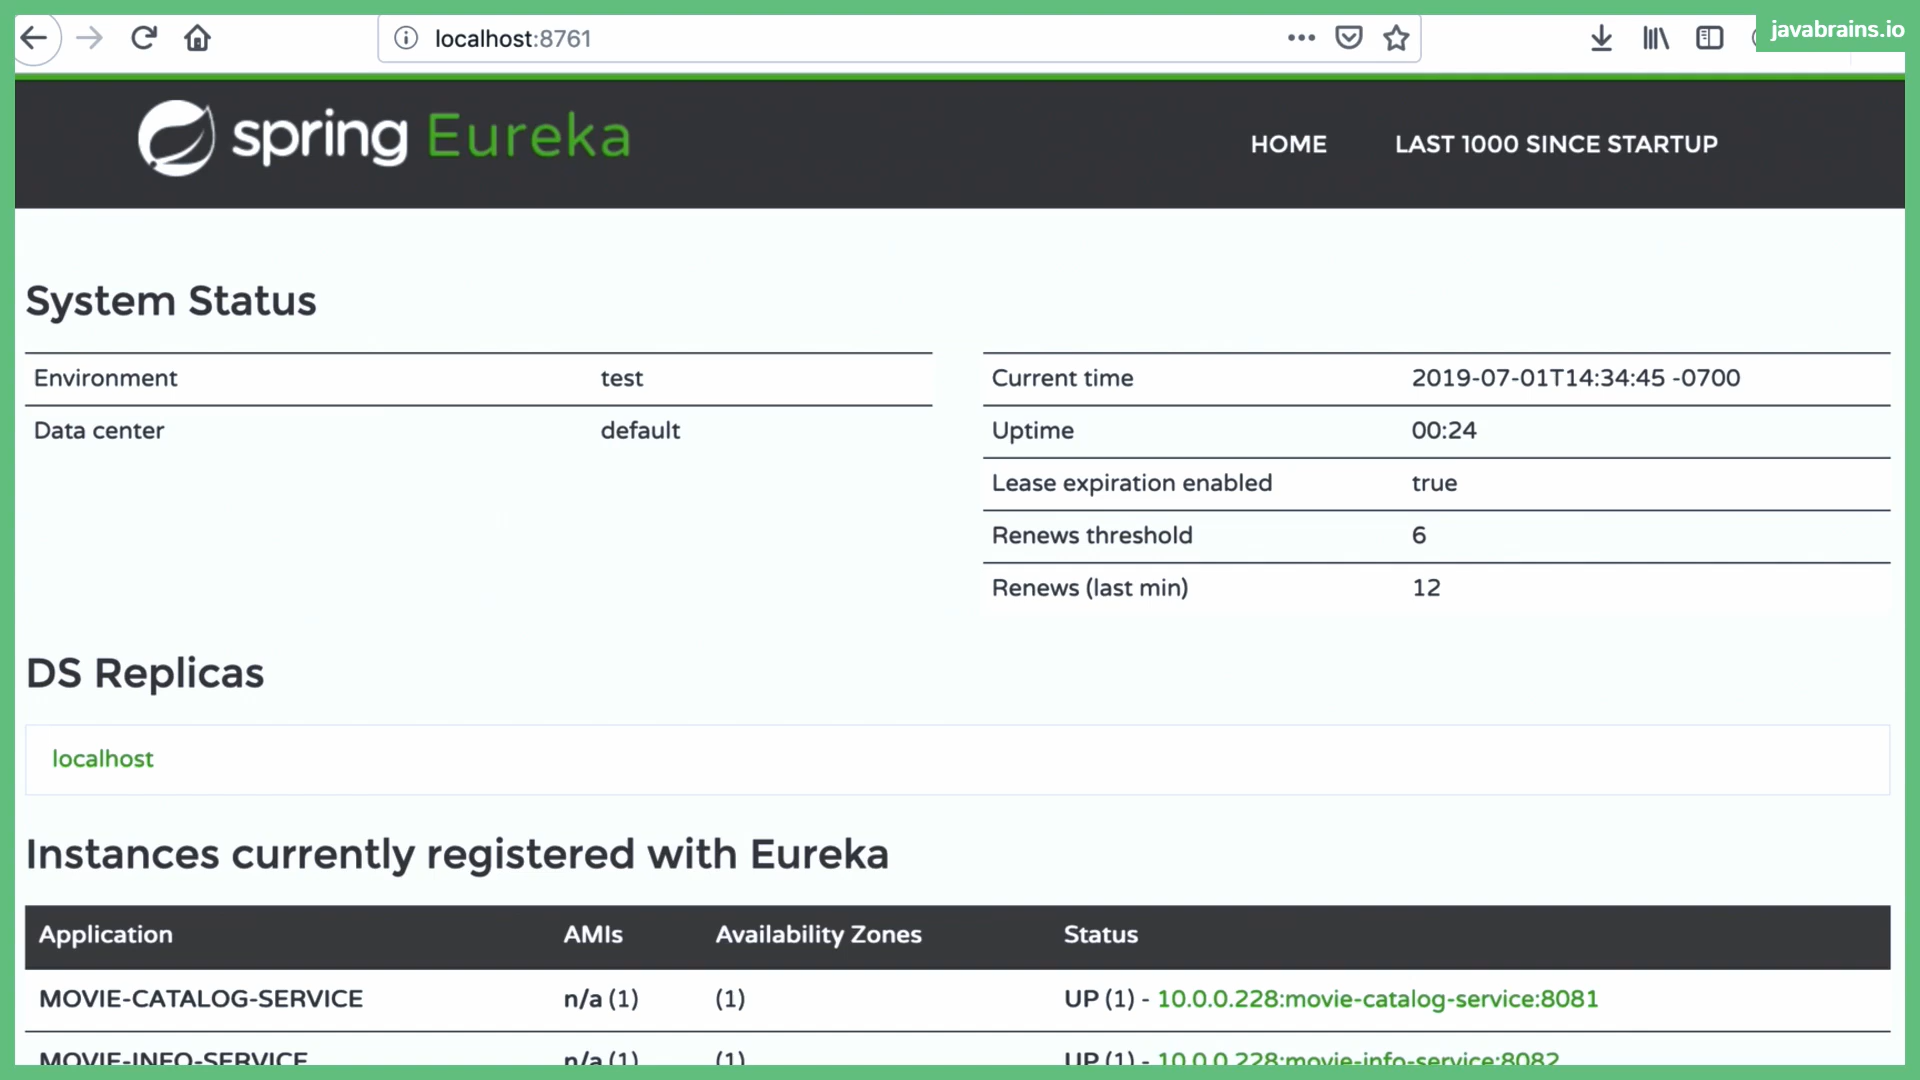 localhost:8761
javabrains.io
spring Eureka
HOME LAST 1000 SINCE STARTUP
System Status
Environment test
Data center default
Current time 2019-07-01T14:34:45 -0700
Uptime 00:24
Lease expiration enabled true
Renews threshold 6
Renews (last min) 12
DS Replicas
localhost
Instances currently registered with Eureka
Application AMIs Availability Zones Status
MOVIE-CATALOG-SERVICE n/a (1) (1) UP (1) - 10.0.0.228:movie-catalog-service:8081
MOVIE-INFO-SERVICE n/a (1) (1) UP (1) - 10.0.0.228:movie-info-service:8082